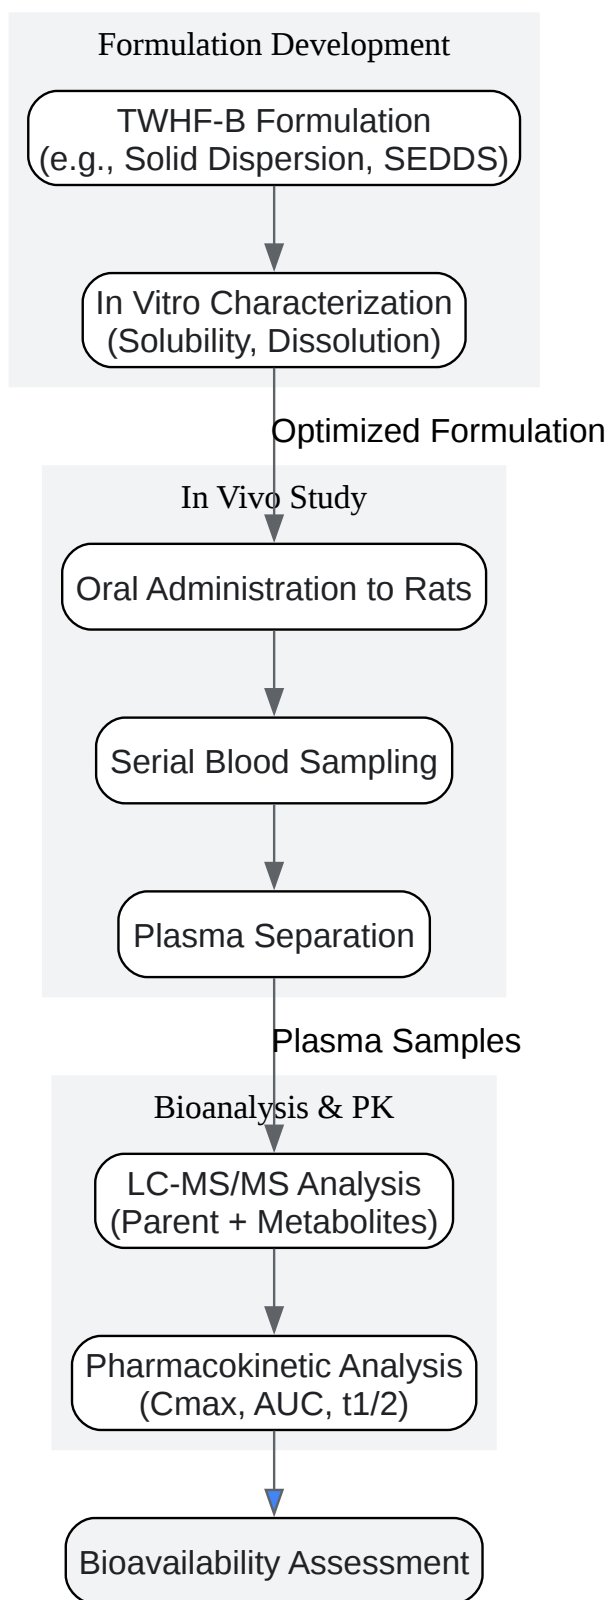 Formulation Development
TWHF-B Formulation
(e.g., Solid Dispersion, SEDDS)
In Vitro Characterization
(Solubility, Dissolution)
Optimized Formulation
In Vivo Study
Oral Administration to Rats
Serial Blood Sampling
Plasma Separation
Plasma Samples
Bioanalysis & PK
LC-MS/MS Analysis
(Parent + Metabolites)
Pharmacokinetic Analysis
(Cmax, AUC, t1/2)
Bioavailability Assessment